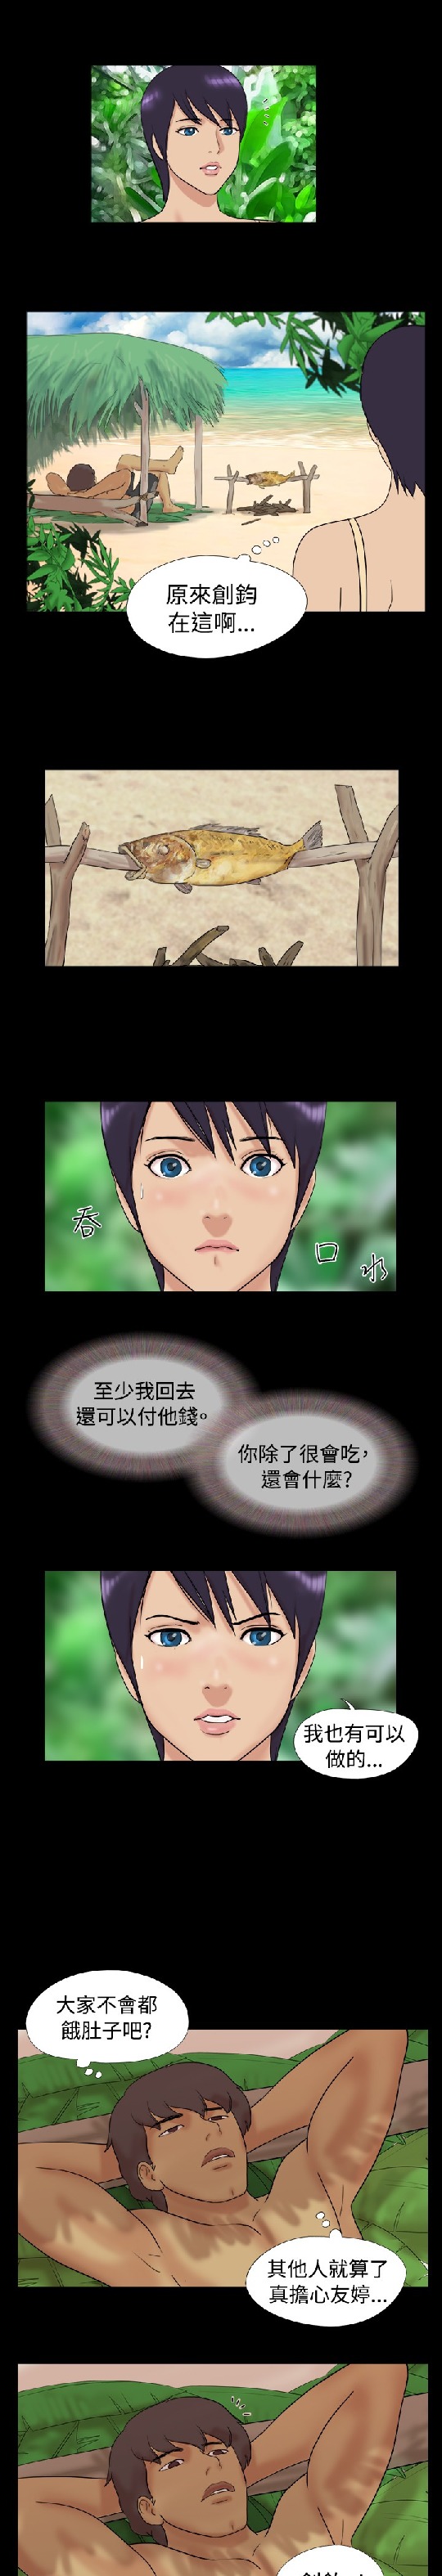 原來創鈞
在這啊...
吞
口水
至少我回去
還可以付他錢。
你除了很會吃,
還會什麼?
我也有可以
做的...
大家不會都
餓肚子吧?
其他人就算了
真擔心友婷...